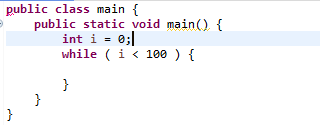 public class main {
    public static void main() {
        int i = 0;
        while ( i < 100 ) {

        }
    }
}